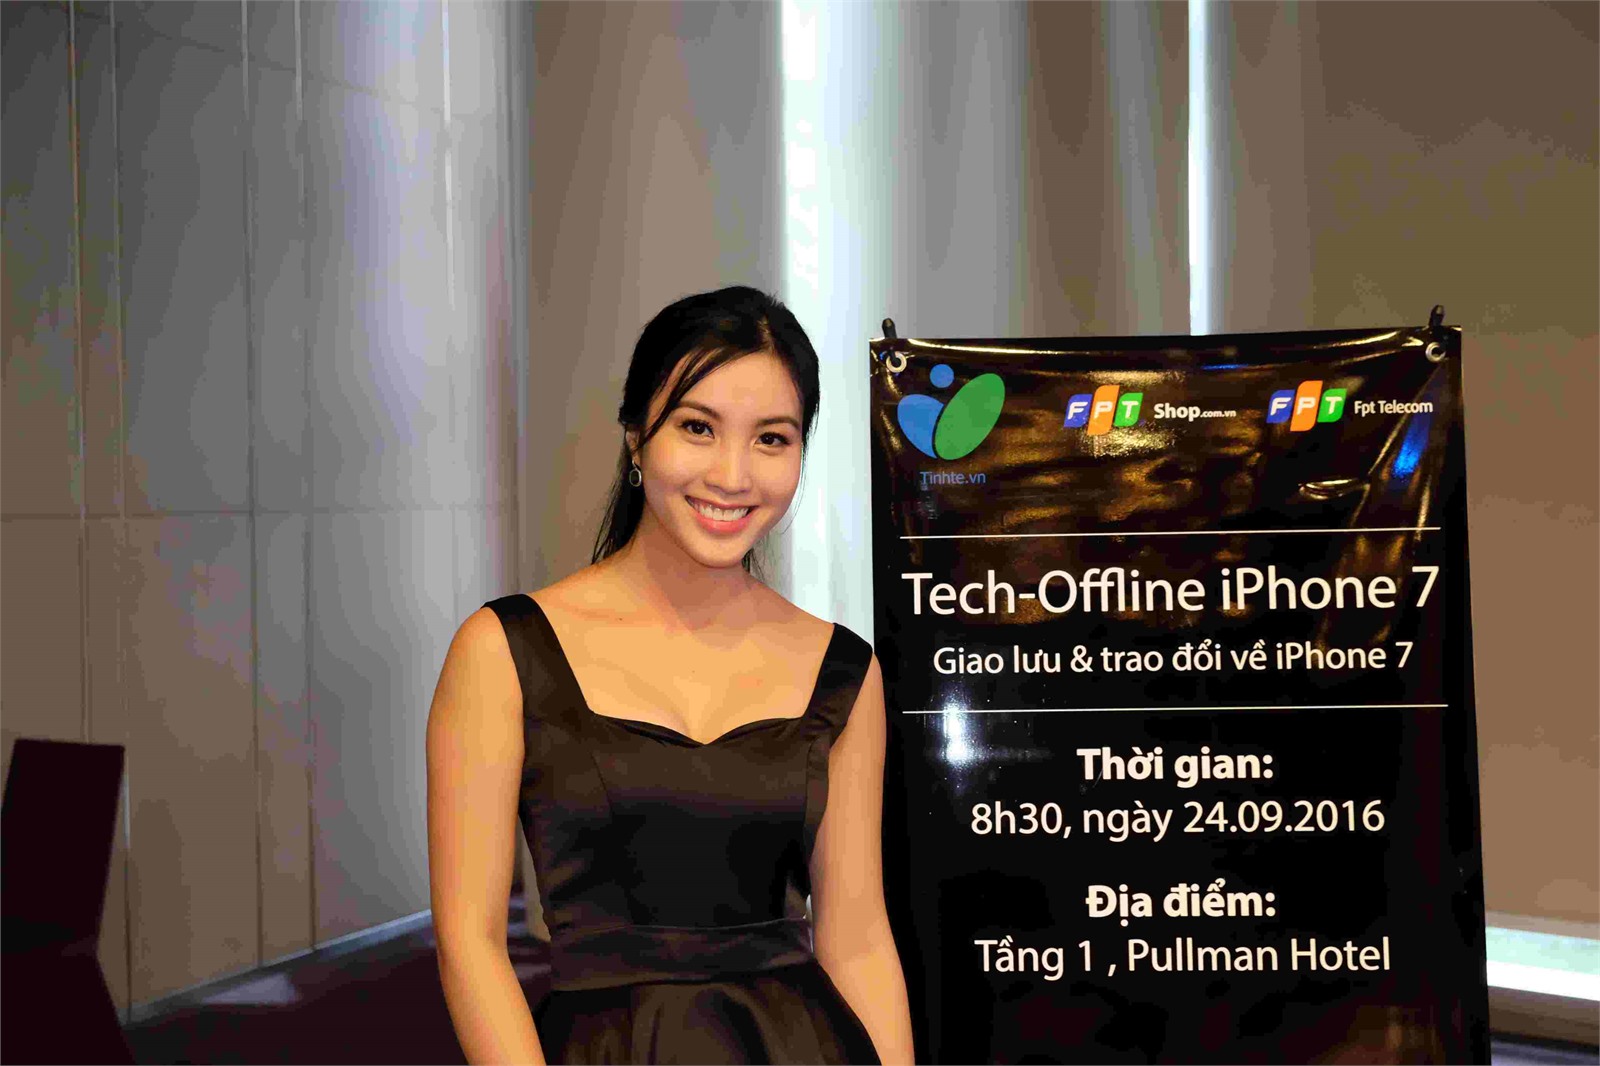 Tinhte.vn
FPT Shop.com.vn
FPT Fpt Telecom
Tech-Offline iPhone 7
Giao lưu & trao đổi về iPhone 7
Thời gian:
8h30, ngày 24.09.2016
Địa điểm:
Tầng 1 , Pullman Hotel